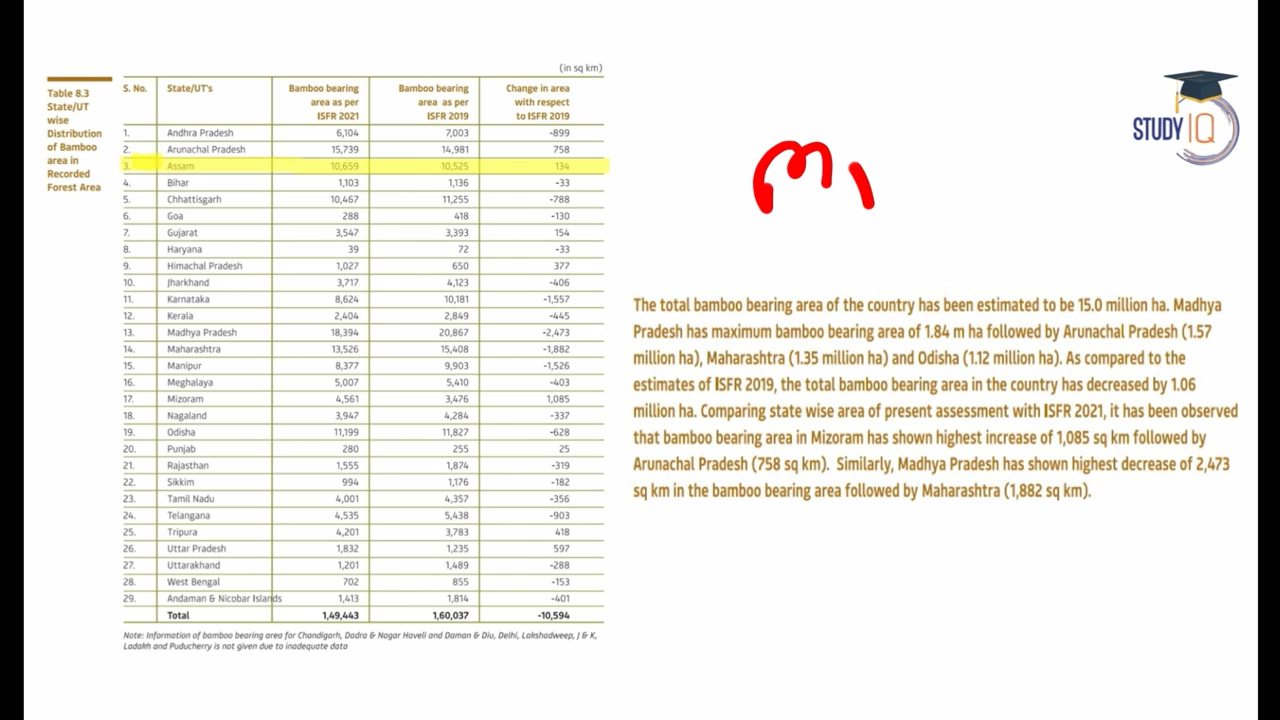 (in sq km)
Table 8.3
State/UT
wise
Distribution
of Bamboo
area in
Recorded
Forest Area
S. No. State/UT's Bamboo bearing area as per ISFR 2021 Bamboo bearing area as per ISFR 2019 Change in area with respect to ISFR 2019
1. Andhra Pradesh 6,104 7,003 -899
2. Arunachal Pradesh 15,739 14,981 758
3. Assam 10,659 10,525 134
4. Bihar 1,103 1,136 -33
5. Chhattisgarh 10,467 11,255 -788
6. Goa 288 418 -130
7. Gujarat 3,547 3,393 154
8. Haryana 39 72 -33
9. Himachal Pradesh 1,027 650 377
10. Jharkhand 3,717 4,123 -406
11. Karnataka 8,624 10,181 -1,557
12. Kerala 2,404 2,849 -445
13. Madhya Pradesh 18,394 20,867 -2,473
14. Maharashtra 13,526 15,408 -1,882
15. Manipur 8,377 9,903 -1,526
16. Meghalaya 5,007 5,410 -403
17. Mizoram 4,561 3,476 1,085
18. Nagaland 3,947 4,284 -337
19. Odisha 11,199 11,827 -628
20. Punjab 280 255 25
21. Rajasthan 1,555 1,874 -319
22. Sikkim 994 1,176 -182
23. Tamil Nadu 4,001 4,357 -356
24. Telangana 4,535 5,438 -903
25. Tripura 4,201 3,783 418
26. Uttar Pradesh 1,832 1,235 597
27. Uttarakhand 1,201 1,489 -288
28. West Bengal 702 855 -153
29. Andaman & Nicobar Islands 1,413 1,814 -401
Total 1,49,443 1,60,037 -10,594
Note: Information of bamboo bearing area for Chandigarh, Dadra & Nagar Haveli and Daman & Diu, Delhi, Lakshadweep, J & K,
Ladakh and Puducherry is not given due to inadequate data
STUDY IQ
The total bamboo bearing area of the country has been estimated to be 15.0 million ha. Madhya
Pradesh has maximum bamboo bearing area of 1.84 m ha followed by Arunachal Pradesh (1.57
million ha), Maharashtra (1.35 million ha) and Odisha (1.12 million ha). As compared to the
estimates of ISFR 2019, the total bamboo bearing area in the country has decreased by 1.06
million ha. Comparing state wise area of present assessment with ISFR 2021, it has been observed
that bamboo bearing area in Mizoram has shown highest increase of 1,085 sq km followed by
Arunachal Pradesh (758 sq km). Similarly, Madhya Pradesh has shown highest decrease of 2,473
sq km in the bamboo bearing area followed by Maharashtra (1,882 sq km).